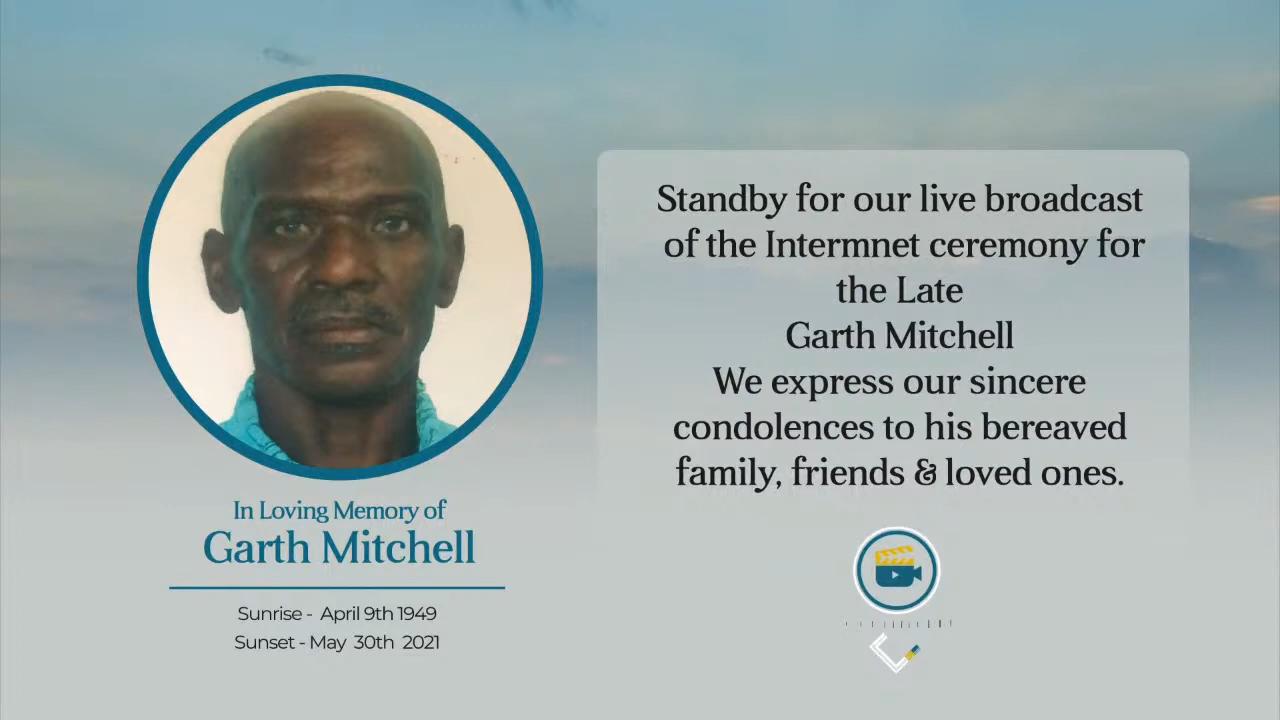 In Loving Memory of
Garth Mitchell
Sunrise - April 9th 1949
Sunset - May 30th 2021
Standby for our live broadcast
of the Intermnet ceremony for
the Late
Garth Mitchell
We express our sincere
condolences to his bereaved
family, friends & loved ones.